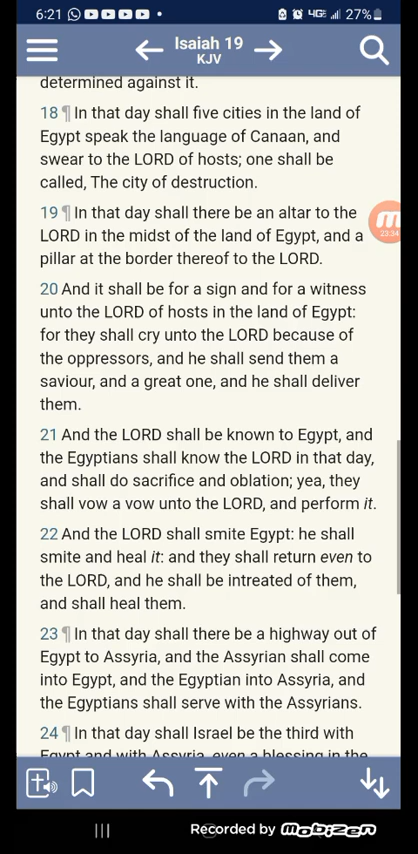 6:21 4GE 27%
Isaiah 19
KJV
determined against it.
18 ¶ In that day shall five cities in the land of
Egypt speak the language of Canaan, and
swear to the LORD of hosts; one shall be
called, The city of destruction.
19 ¶ In that day shall there be an altar to the
LORD in the midst of the land of Egypt, and a
pillar at the border thereof to the LORD.
23:34
20 And it shall be for a sign and for a witness
unto the LORD of hosts in the land of Egypt:
for they shall cry unto the LORD because of
the oppressors, and he shall send them a
saviour, and a great one, and he shall deliver
them.
21 And the LORD shall be known to Egypt, and
the Egyptians shall know the LORD in that day,
and shall do sacrifice and oblation; yea, they
shall vow a vow unto the LORD, and perform it.
22 And the LORD shall smite Egypt: he shall
smite and heal it: and they shall return even to
the LORD, and he shall be intreated of them,
and shall heal them.
23 ¶ In that day shall there be a highway out of
Egypt to Assyria, and the Assyrian shall come
into Egypt, and the Egyptian into Assyria, and
the Egyptians shall serve with the Assyrians.
24 ¶ In that day shall Israel be the third with
Egypt and with Assyria, even a blessing in the
Recorded by mobizen